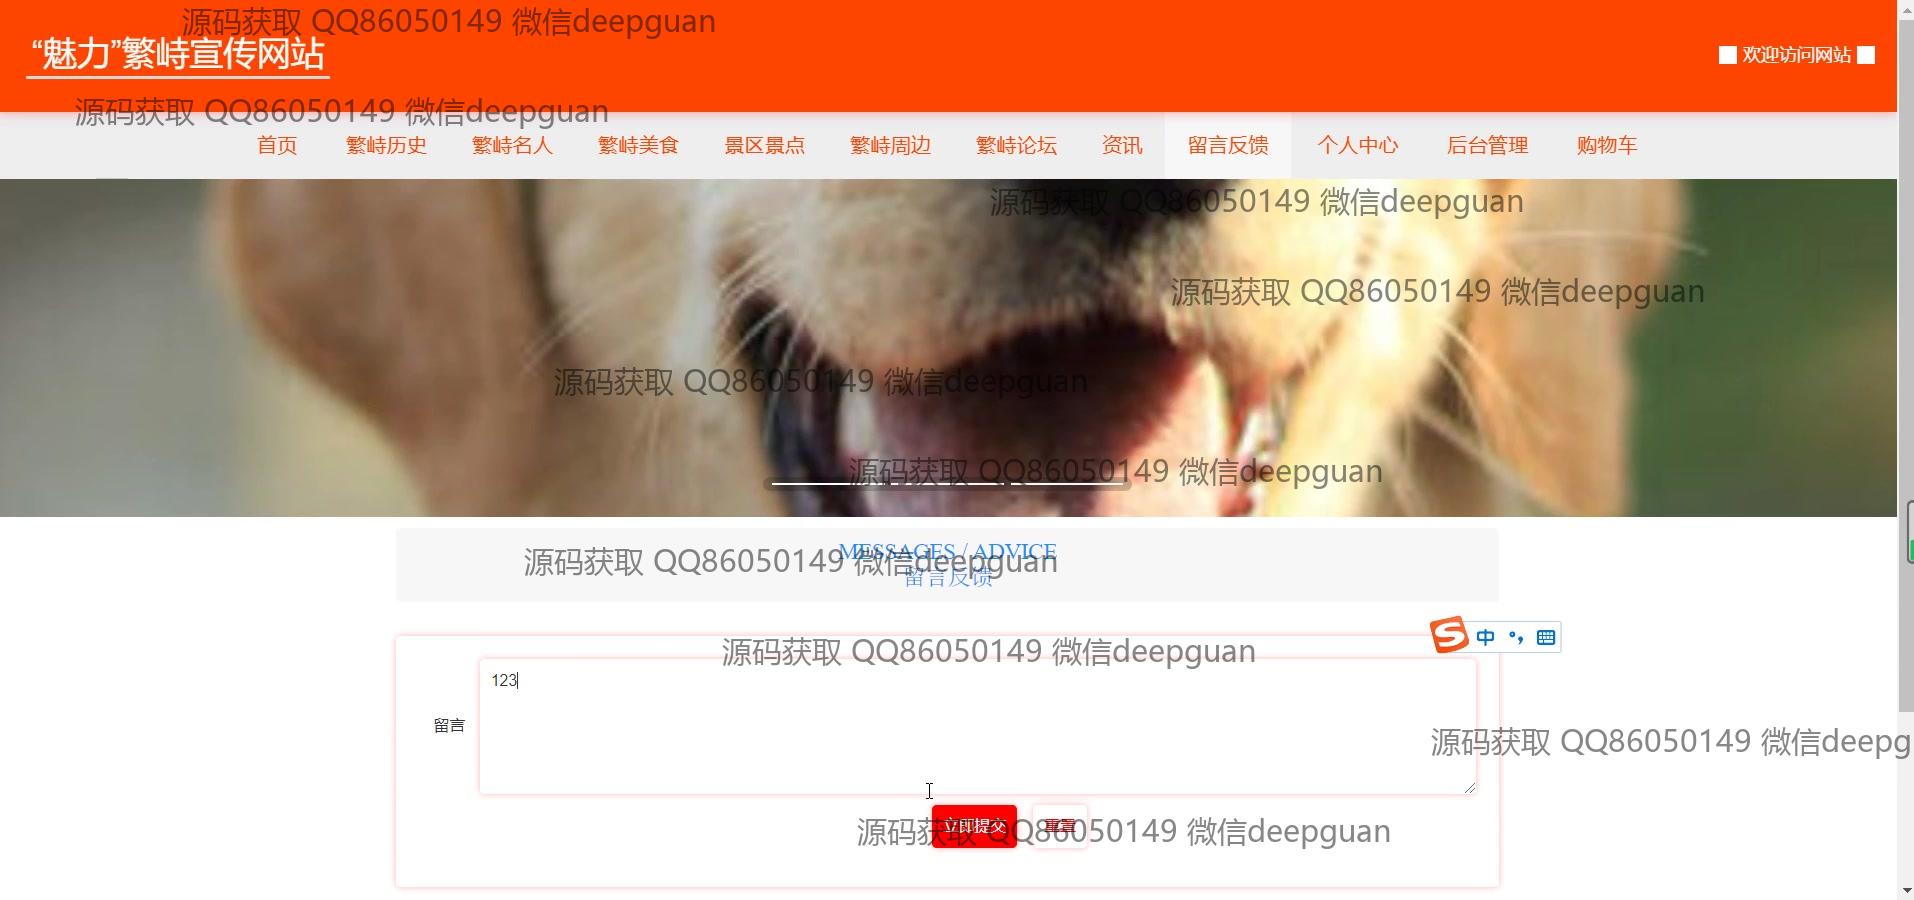 源码获取 QQ86050149 微信deepguan
“魅力”繁峙宣传网站
欢迎访问网站
源码获取 QQ86050149 微信deepguan
首页 繁峙历史 繁峙名人 繁峙美食 景区景点 繁峙周边 繁峙论坛 资讯 留言反馈 个人中心 后台管理 购物车
源码获取 QQ86050149 微信deepguan
源码获取 QQ86050149 微信deepguan
源码获取 QQ86050149 微信deepguan
源码获取 QQ86050149 微信deepguan
MESSAGES / ADVICE
源码获取 QQ86050149 微信deepguan
留言反馈
中
源码获取 QQ86050149 微信deepguan
123
留言
源码获取 QQ86050149 微信deepg
立即提交 重置
源码获取 QQ86050149 微信deepguan